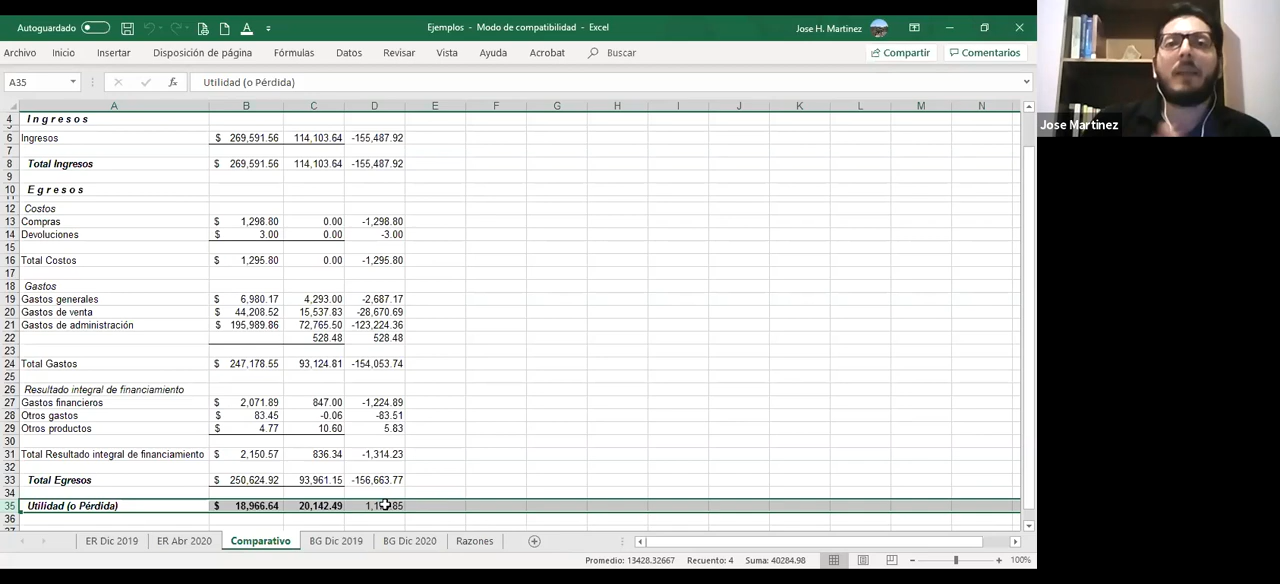 Autoguardado
Ejemplos - Modo de compatibilidad - Excel
Jose H. Martinez
Archivo Inicio Insertar Disposición de página Fórmulas Datos Revisar Vista Ayuda Acrobat Buscar
Compartir Comentarios
A35 fx Utilidad (o Pérdida)
A B C D E F G H I J K L M N
4 Ingresos
6 Ingresos $ 269,591.56 114,103.64 -155,487.92
7
8 Total Ingresos $ 269,591.56 114,103.64 -155,487.92
9
10 Egresos
12 Costos
13 Compras $ 1,298.80 0.00 -1,298.80
14 Devoluciones $ 3.00 0.00 -3.00
15
16 Total Costos $ 1,295.80 0.00 -1,295.80
17
18 Gastos
19 Gastos generales $ 6,980.17 4,293.00 -2,687.17
20 Gastos de venta $ 44,208.52 15,537.83 -28,670.69
21 Gastos de administración $ 195,989.86 72,765.50 -123,224.36
22 528.48 528.48
23
24 Total Gastos $ 247,178.55 93,124.81 -154,053.74
25
26 Resultado integral de financiamiento
27 Gastos financieros $ 2,071.89 847.00 -1,224.89
28 Otros gastos $ 83.45 -0.06 -83.51
29 Otros productos $ 4.77 10.60 5.83
30
31 Total Resultado integral de financiamiento $ 2,150.57 836.34 -1,314.23
32
33 Total Egresos $ 250,624.92 93,961.15 -156,663.77
34
35 Utilidad (o Pérdida) $ 18,966.64 20,142.49
36
ER Dic 2019 ER Abr 2020 Comparativo BG Dic 2019 BG Dic 2020 Razones
Promedio: 13428.32667 Recuento: 4 Suma: 40284.98 100%
Jose Martinez